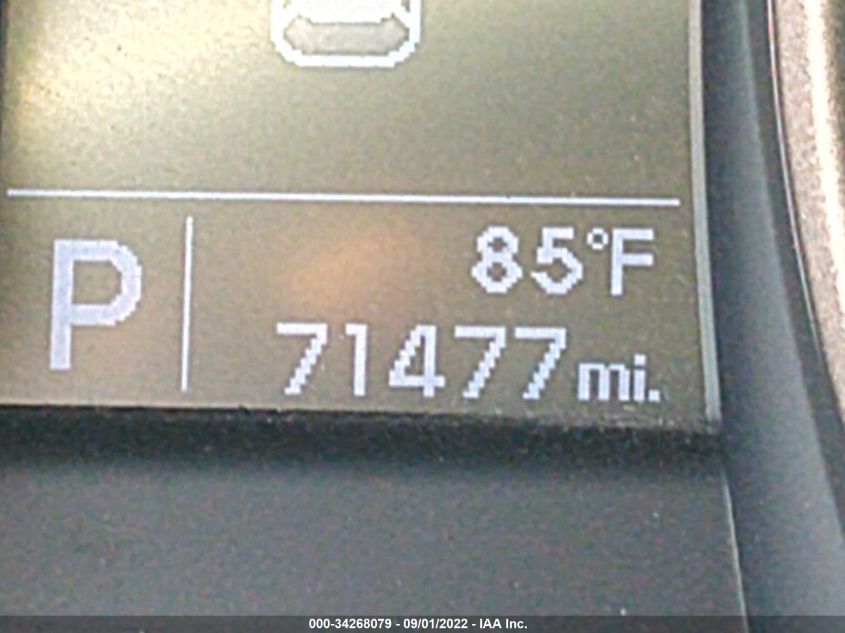 85°F
P
71477 mi.
000-34268079 - 09/01/2022 - IAA Inc.